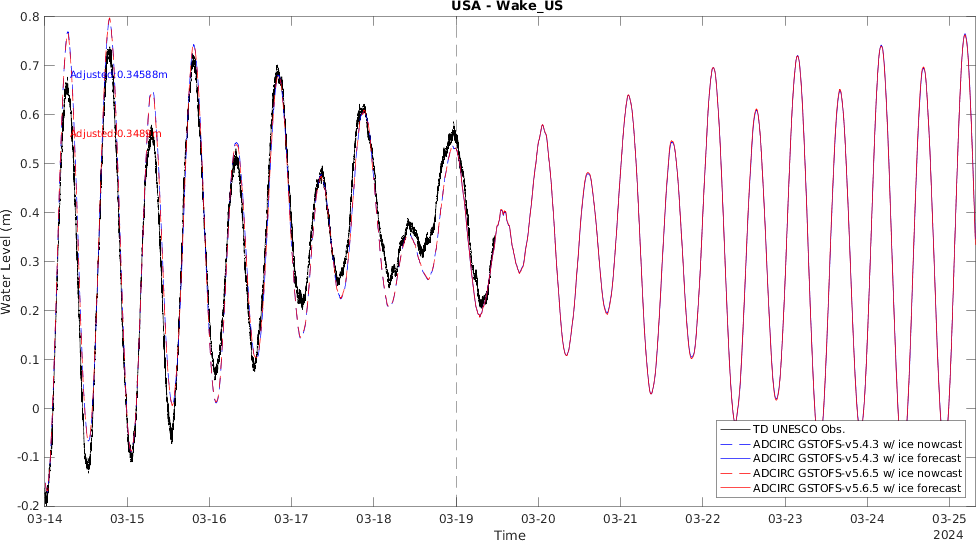 USA - Wake_US
0.8
0.7
0.6
0.5
0.4
0.3
0.2
0.1
0
-0.1
-0.2
Water Level (m)
Adjusted:0.34588m
TD UNESCO Obs.
ADCIRC GSTOFS-v5.4.3 w/ ice nowcast
ADCIRC GSTOFS-v5.4.3 w/ ice forecast
ADCIRC GSTOFS-v5.6.5 w/ ice nowcast
ADCIRC GSTOFS-v5.6.5 w/ ice forecast
03-14 03-15 03-16 03-17 03-18 03-19 03-20 03-21 03-22 03-23 03-24 03-25
Time
2024